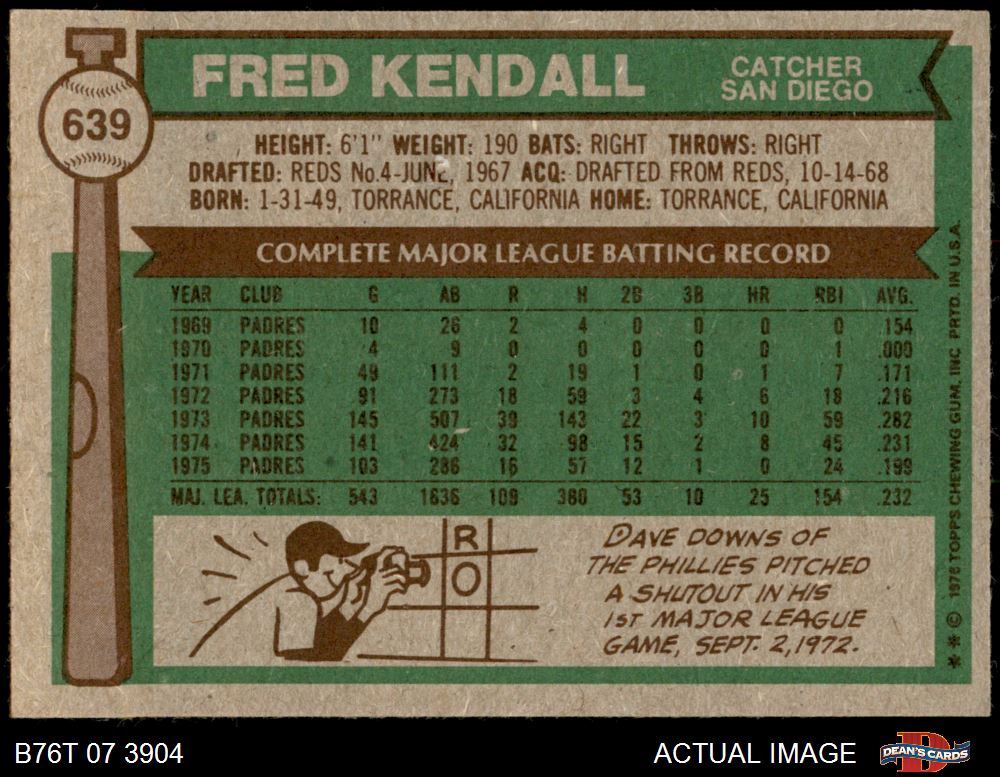 639
FRED KENDALL
CATCHER
SAN DIEGO
HEIGHT: 6'1" WEIGHT: 190 BATS: RIGHT THROWS: RIGHT
DRAFTED: REDS No.4-JUNE, 1967 ACQ: DRAFTED FROM REDS, 10-14-68
BORN: 1-31-49, TORRANCE, CALIFORNIA HOME: TORRANCE, CALIFORNIA
COMPLETE MAJOR LEAGUE BATTING RECORD
YEAR CLUB G AB R H 2B 3B HR RBI AVG.
1969 PADRES 10 26 2 4 0 0 0 0 .154
1970 PADRES 4 9 0 0 0 0 0 1 .000
1971 PADRES 49 111 2 19 1 0 1 7 .171
1972 PADRES 91 273 18 59 3 4 6 18 .216
1973 PADRES 145 507 39 143 22 3 10 59 .282
1974 PADRES 141 424 32 98 15 2 8 45 .231
1975 PADRES 103 286 16 57 12 1 0 24 .199
MAJ. LEA. TOTALS: 543 1636 109 380 53 10 25 154 .232
R
O
DAVE DOWNS OF
THE PHILLIES PITCHED
A SHUTOUT IN HIS
1ST MAJOR LEAGUE
GAME, SEPT. 2, 1972.
* * © 1976 TOPPS CHEWING GUM, INC PRTD. IN U.S.A.
B76T 07 3904
ACTUAL IMAGE
D
DEAN'S CARDS